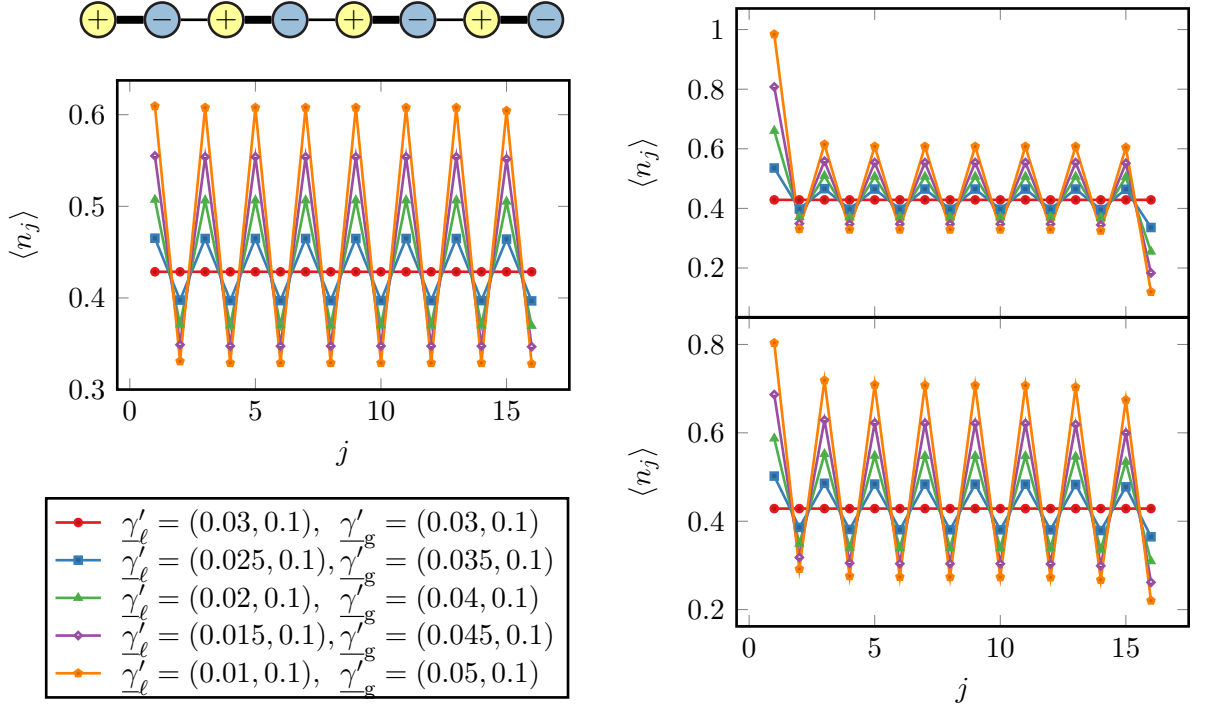 + − + − + − + −
⟨n_j⟩
0.6
0.5
0.4
0.3
0 5 10 15
j
γ′_ℓ = (0.03, 0.1), γ′_g = (0.03, 0.1)
γ′_ℓ = (0.025, 0.1), γ′_g = (0.035, 0.1)
γ′_ℓ = (0.02, 0.1), γ′_g = (0.04, 0.1)
γ′_ℓ = (0.015, 0.1), γ′_g = (0.045, 0.1)
γ′_ℓ = (0.01, 0.1), γ′_g = (0.05, 0.1)
⟨n_j⟩
1
0.8
0.6
0.4
0.2
⟨n_j⟩
0.8
0.6
0.4
0.2
0 5 10 15
j